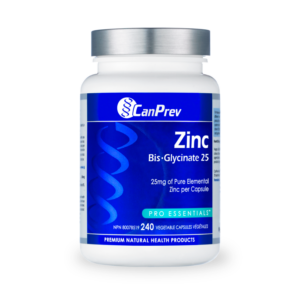 CanPrev
Zinc
Bis·Glycinate 25
25mg of Pure Elemental
Zinc per Capsule
PRO ESSENTIALS
240 VEGETABLE CAPSULES VÉGÉTALES
PREMIUM NATURAL HEALTH PRODUCTS